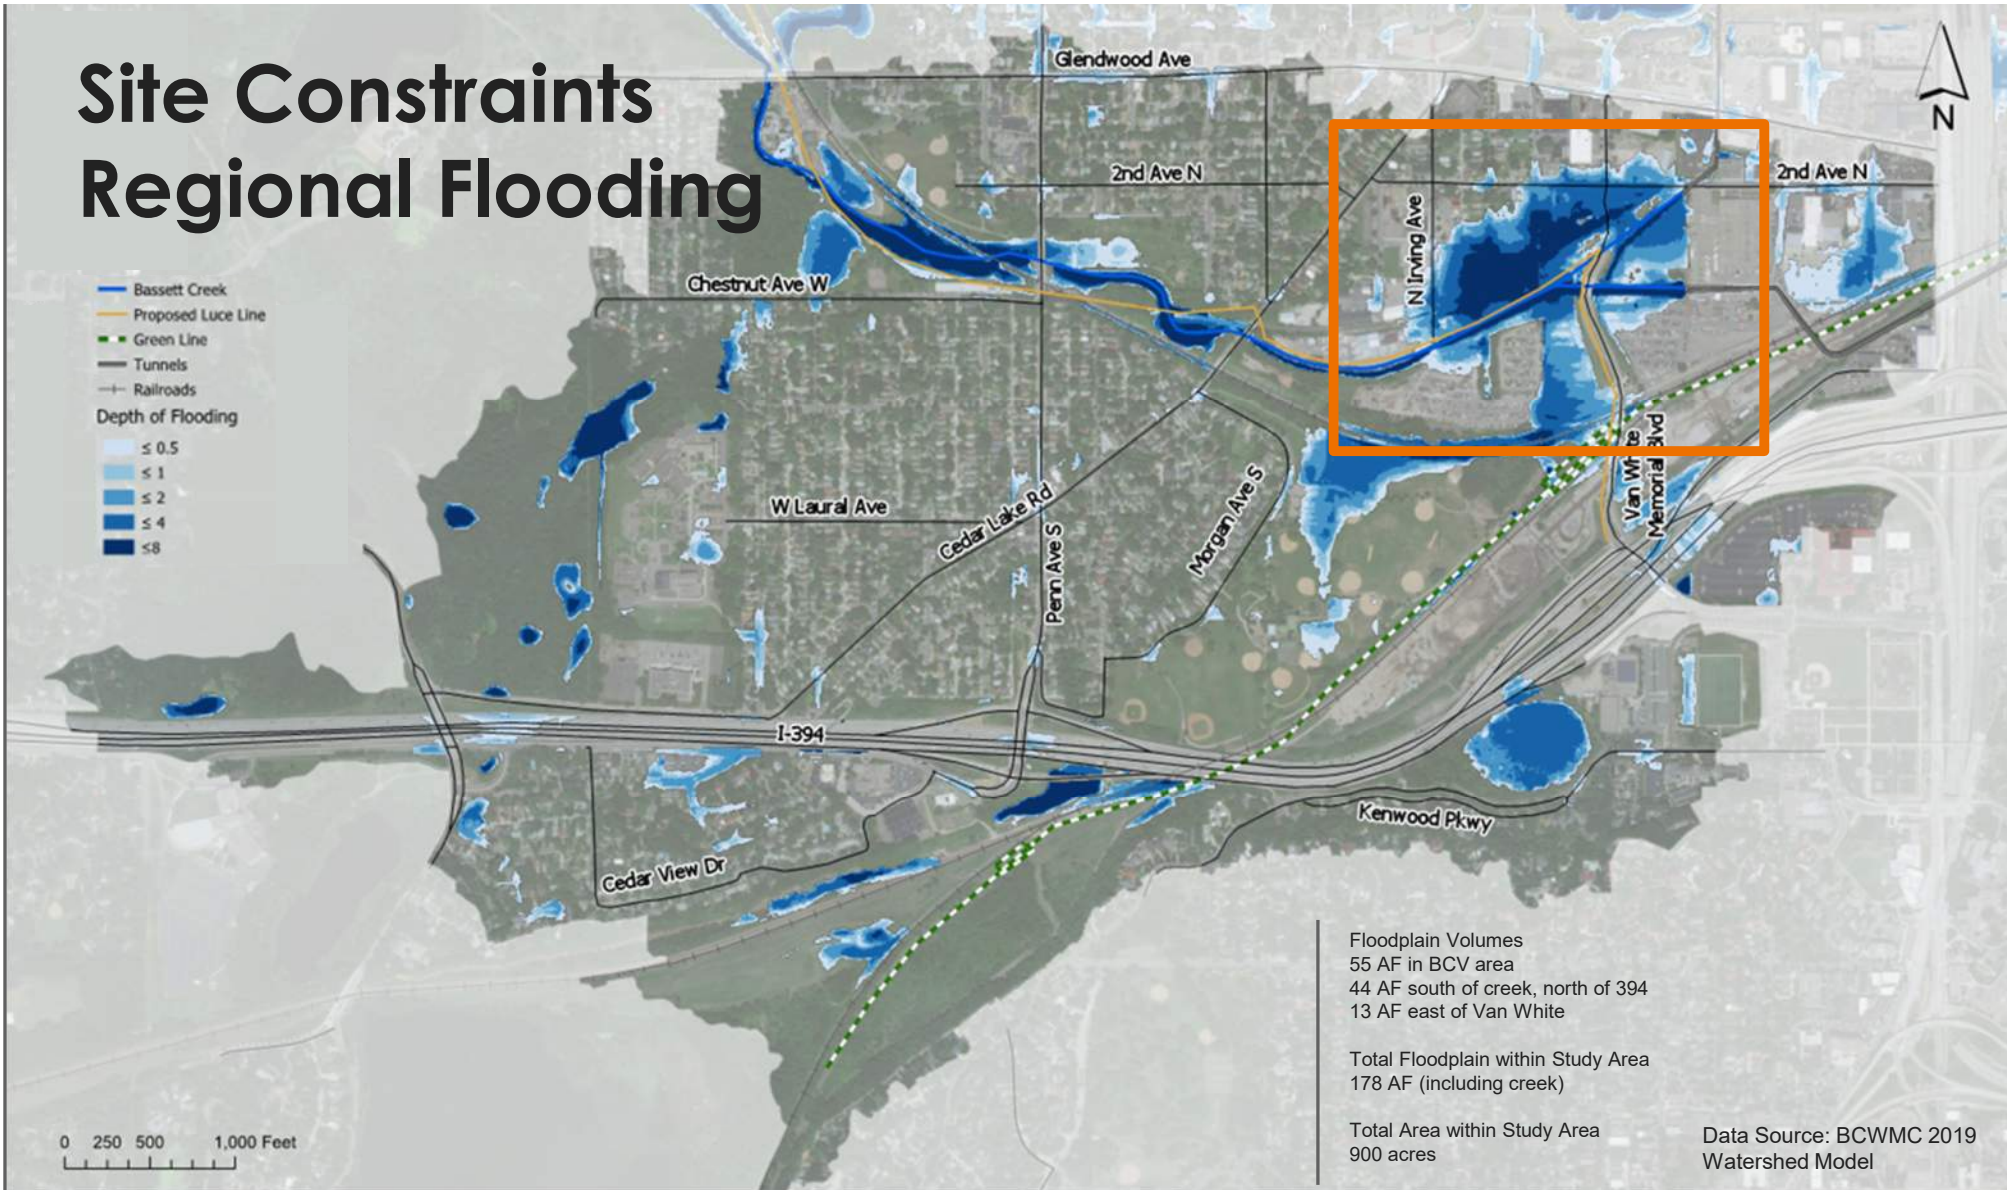 Site Constraints
Regional Flooding
Glendwood Ave
N
2nd Ave N
2nd Ave N
N Irving Ave
Chestnut Ave W
Bassett Creek
Proposed Luce Line
Green Line
Tunnels
Railroads
Depth of Flooding
≤ 0.5
≤ 1
≤ 2
≤ 4
≤8
Van White
Memorial Blvd
W Laural Ave
Cedar Lake Rd
Morgan Ave S
Penn Ave S
I-394
Kenwood Pkwy
Cedar View Dr
Floodplain Volumes
55 AF in BCV area
44 AF south of creek, north of 394
13 AF east of Van White
Total Floodplain within Study Area
178 AF (including creek)
Total Area within Study Area
900 acres
Data Source: BCWMC 2019
Watershed Model
0 250 500 1,000 Feet